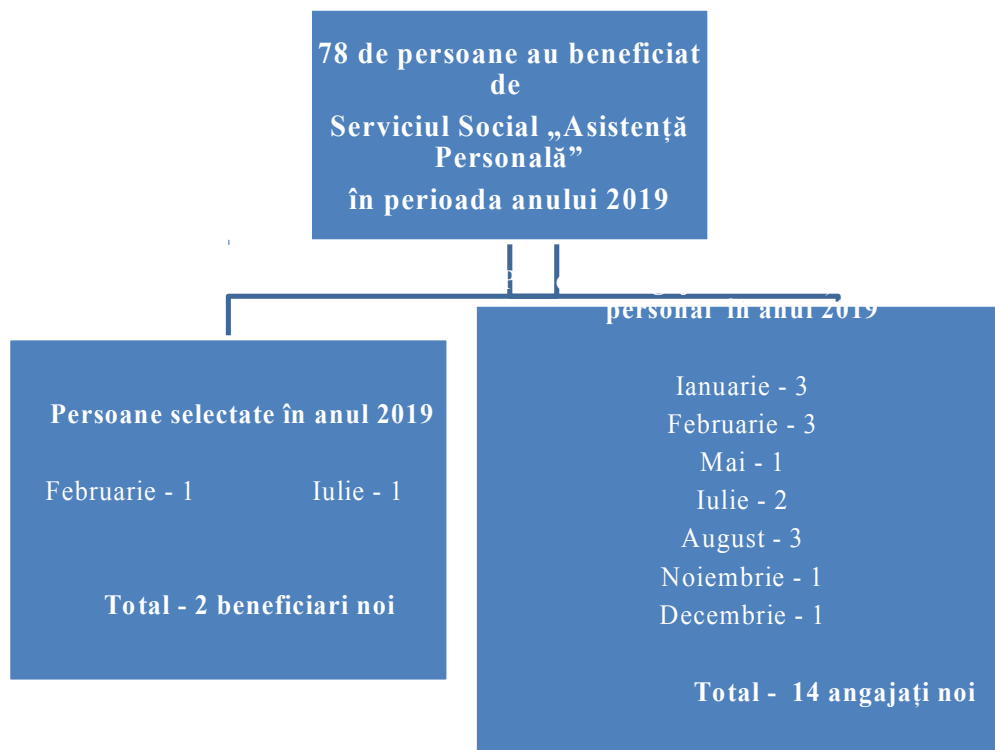 78 de persoane au beneficiat
de
Serviciul Social „Asistență
Personală”
în perioada anului 2019
Persoane selectate în anul 2019
Februarie - 1 Iulie - 1
Total - 2 beneficiari noi
personal în anul 2019
Ianuarie - 3
Februarie - 3
Mai - 1
Iulie - 2
August - 3
Noiembrie - 1
Decembrie - 1
Total - 14 angajați noi